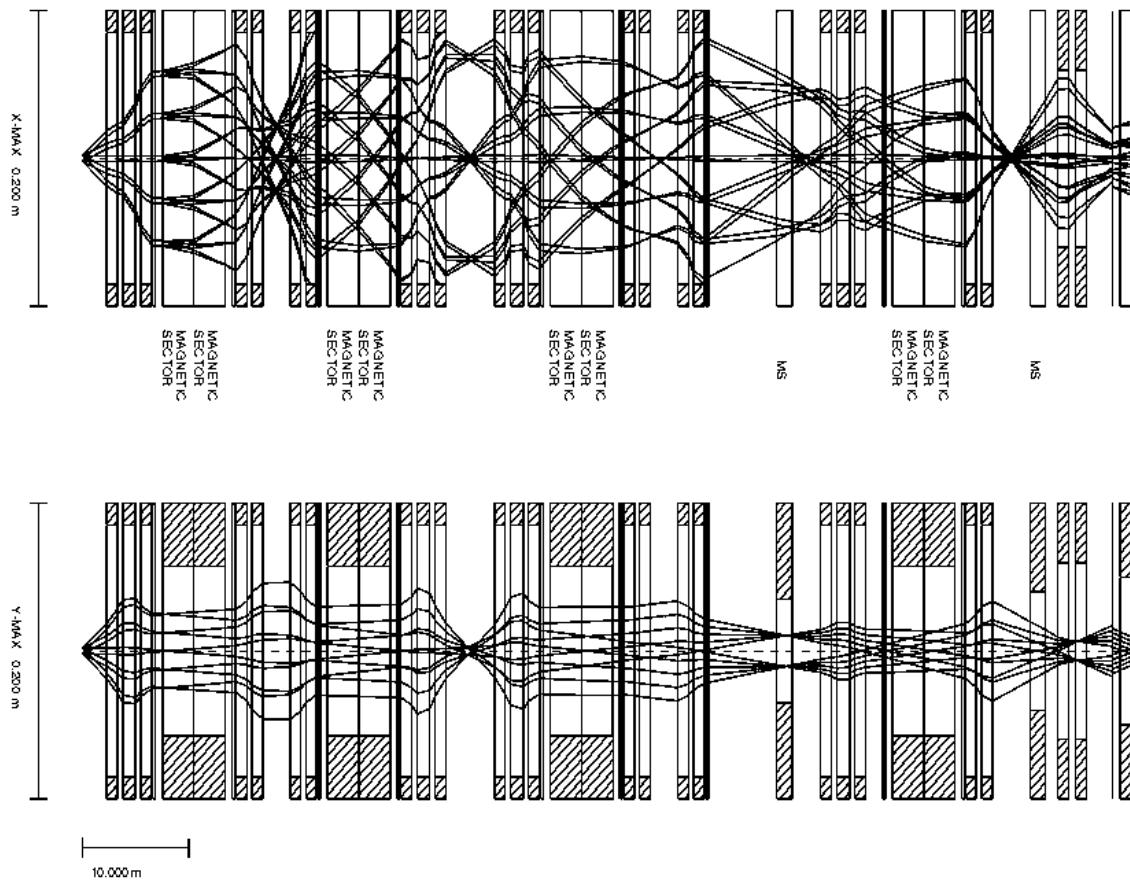 X-MAX 0.200 m
MAGNETIC
SECTOR
MAGNETIC
SECTOR
MAGNETIC
SECTOR
MAGNETIC
SECTOR
MAGNETIC
SECTOR
MAGNETIC
SECTOR
MS
MAGNETIC
SECTOR
MAGNETIC
SECTOR
MS
Y-MAX 0.200 m
10.000 m